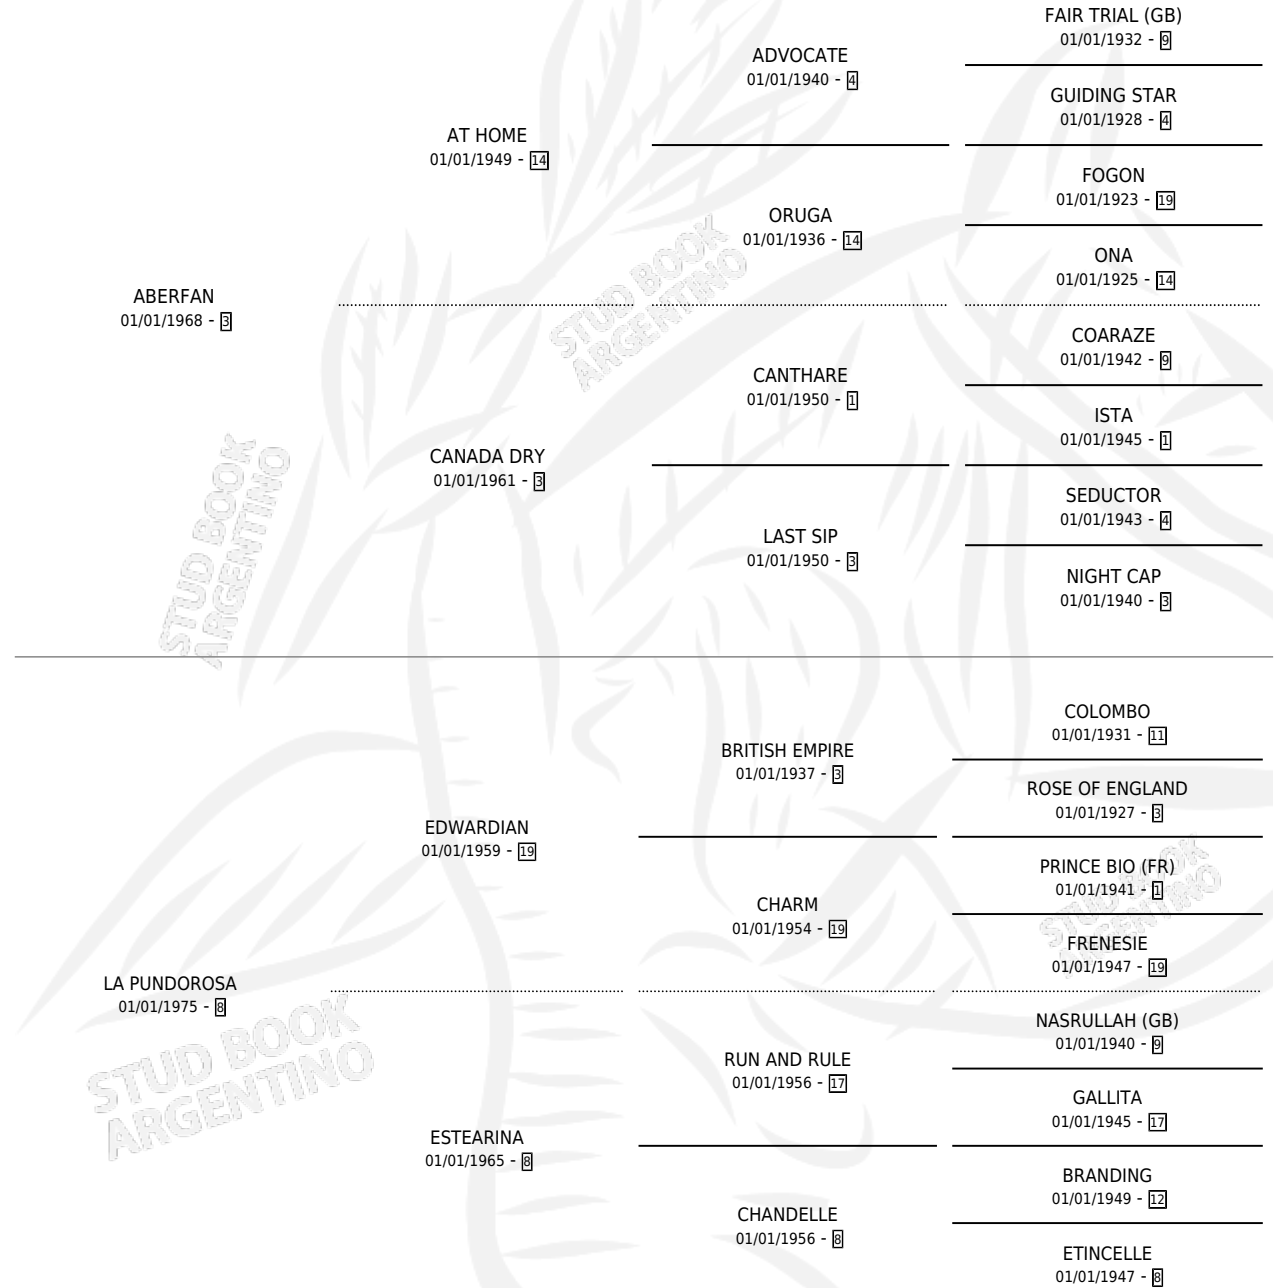 FAIR TRIAL (GB)
01/01/1932 - 9
ADVOCATE
01/01/1940 - 4
GUIDING STAR
01/01/1928 - 4
AT HOME
01/01/1949 - 14
FOGON
01/01/1923 - 19
ORUGA
01/01/1936 - 14
ONA
01/01/1925 - 14
ABERFAN
01/01/1968 - 3
STUD BOOK
ARGENTINO
COARAZE
01/01/1942 - 9
CANTHARE
01/01/1950 - 1
ISTA
01/01/1945 - 1
CANADA DRY
01/01/1961 - 3
SEDUCTOR
01/01/1943 - 4
LAST SIP
01/01/1950 - 3
NIGHT CAP
01/01/1940 - 3
STUD BOOK
ARGENTINO
COLOMBO
01/01/1931 - 11
BRITISH EMPIRE
01/01/1937 - 3
ROSE OF ENGLAND
01/01/1927 - 3
EDWARDIAN
01/01/1959 - 19
PRINCE BIO (FR)
01/01/1941 - 1
CHARM
01/01/1954 - 19
FRENESIE
01/01/1947 - 19
STUD BOOK
ARGENTINO
LA PUNDOROSA
01/01/1975 - 8
NASRULLAH (GB)
01/01/1940 - 9
RUN AND RULE
01/01/1956 - 17
GALLITA
01/01/1945 - 17
STUD BOOK
ARGENTINO
ESTEARINA
01/01/1965 - 8
BRANDING
01/01/1949 - 12
CHANDELLE
01/01/1956 - 8
ETINCELLE
01/01/1947 - 8